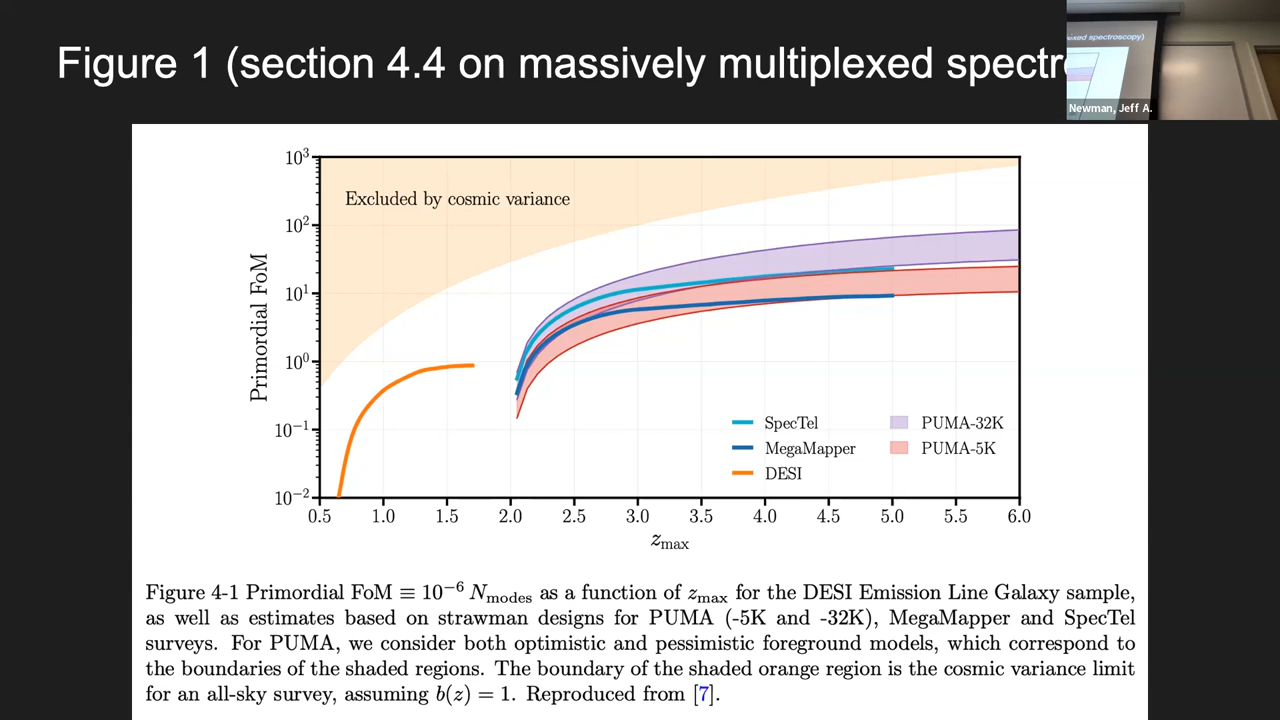 Figure 1 (section 4.4 on massively multiplexed spectro
exed spectroscopy)
Newman, Jeff A.
10³
10²
10¹
10⁰
10⁻¹
10⁻²
Primordial FoM
Excluded by cosmic variance
SpecTel
MegaMapper
DESI
PUMA-32K
PUMA-5K
0.5 1.0 1.5 2.0 2.5 3.0 3.5 4.0 4.5 5.0 5.5 6.0
z_max
Figure 4-1 Primordial FoM ≡ 10⁻⁶ N_modes as a function of z_max for the DESI Emission Line Galaxy sample,
as well as estimates based on strawman designs for PUMA (-5K and -32K), MegaMapper and SpecTel
surveys. For PUMA, we consider both optimistic and pessimistic foreground models, which correspond to
the boundaries of the shaded regions. The boundary of the shaded orange region is the cosmic variance limit
for an all-sky survey, assuming b(z) = 1. Reproduced from [7].